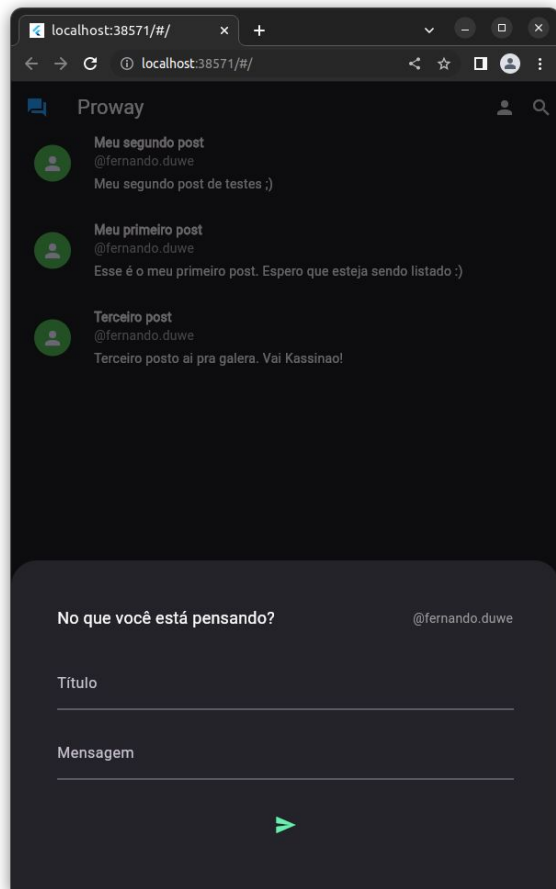 localhost:38571/#/
localhost:38571/#/
Proway
Meu segundo post
@fernando.duwe
Meu segundo post de testes ;)
Meu primeiro post
@fernando.duwe
Esse é o meu primeiro post. Espero que esteja sendo listado :)
Terceiro post
@fernando.duwe
Terceiro posto ai pra galera. Vai Kassinao!
No que você está pensando?
@fernando.duwe
Título
Mensagem